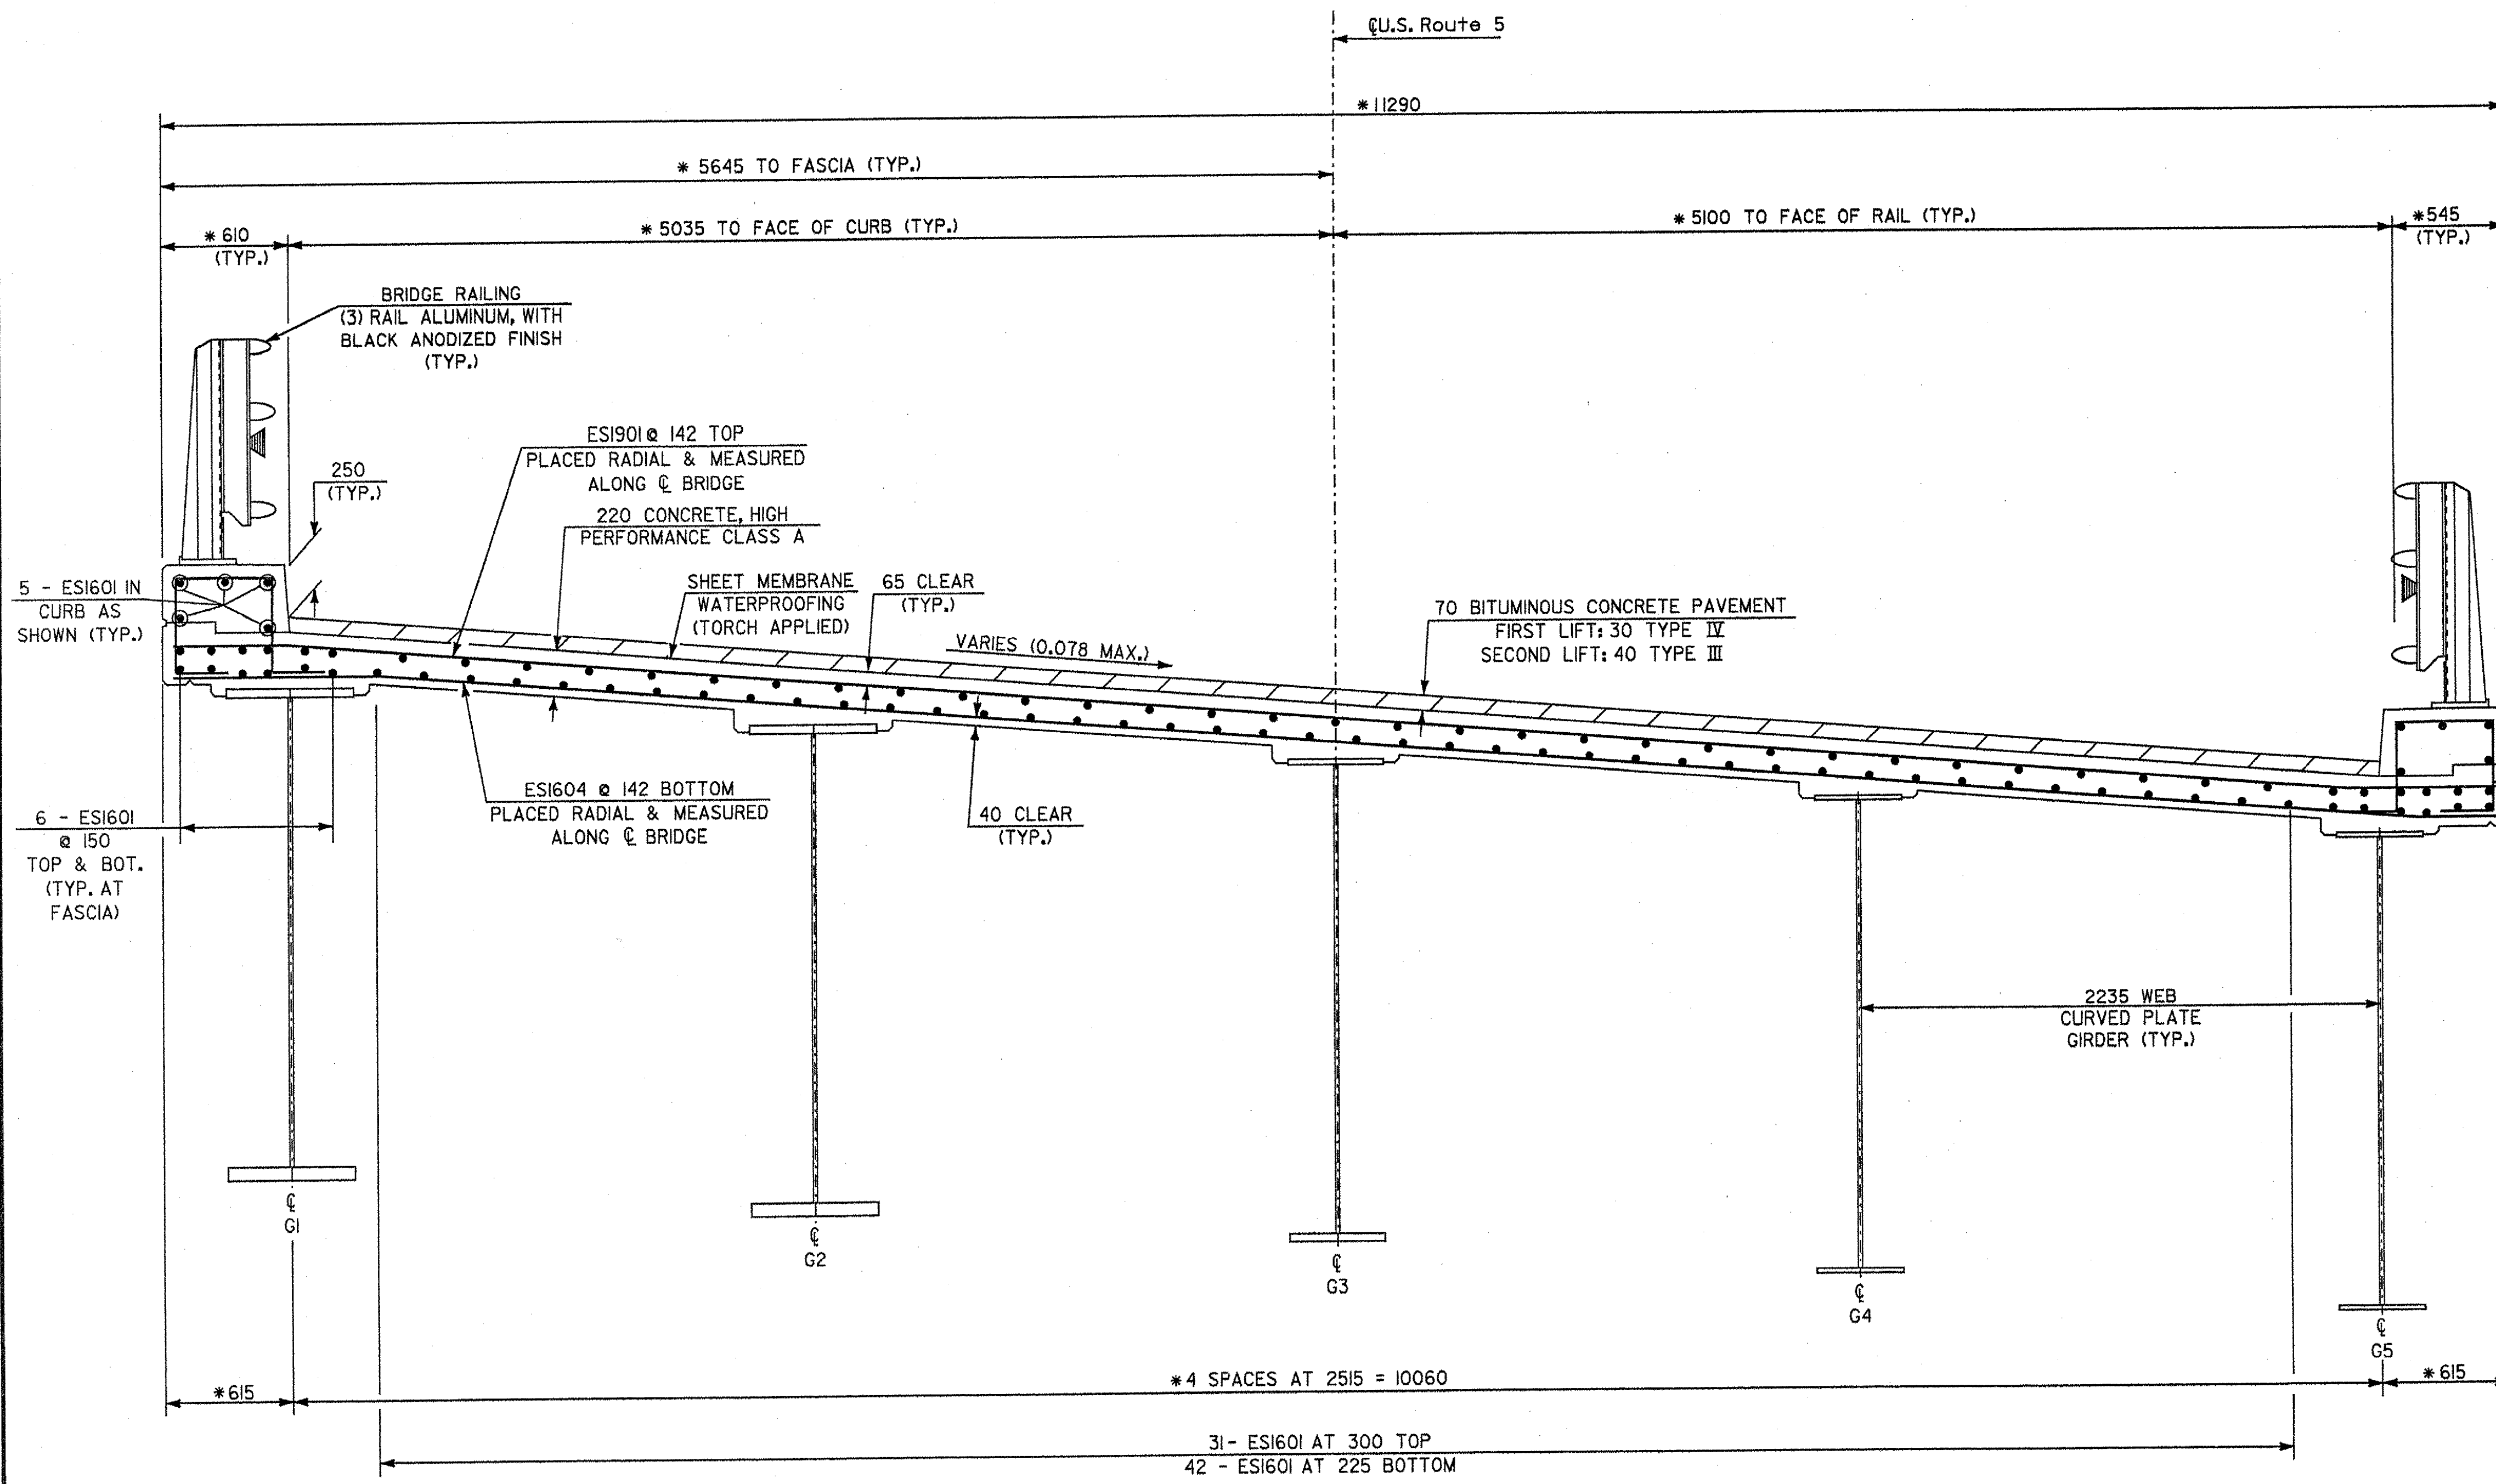 ℄U.S. Route 5
*11290
* 5645 TO FASCIA (TYP.)
* 610
(TYP.)
* 5035 TO FACE OF CURB (TYP.)
* 5100 TO FACE OF RAIL (TYP.)
*545
(TYP.)
BRIDGE RAILING
(3) RAIL ALUMINUM, WITH
BLACK ANODIZED FINISH
(TYP.)
250
(TYP.)
ES1901 @ 142 TOP
PLACED RADIAL & MEASURED
ALONG ℄ BRIDGE
220 CONCRETE, HIGH
PERFORMANCE CLASS A
SHEET MEMBRANE
WATERPROOFING
(TORCH APPLIED)
65 CLEAR
(TYP.)
VARIES (0.078 MAX.)
70 BITUMINOUS CONCRETE PAVEMENT
FIRST LIFT: 30 TYPE IV
SECOND LIFT: 40 TYPE III
5 - ES1601 IN
CURB AS
SHOWN (TYP.)
6 - ES1601
@ 150
TOP & BOT.
(TYP. AT
FASCIA)
ES1604 @ 142 BOTTOM
PLACED RADIAL & MEASURED
ALONG ℄ BRIDGE
40 CLEAR
(TYP.)
2235 WEB
CURVED PLATE
GIRDER (TYP.)
℄
G1
℄
G2
℄
G3
℄
G4
℄
G5
*615
*4 SPACES AT 2515 = 10060
*615
31- ES1601 AT 300 TOP
42 - ES1601 AT 225 BOTTOM